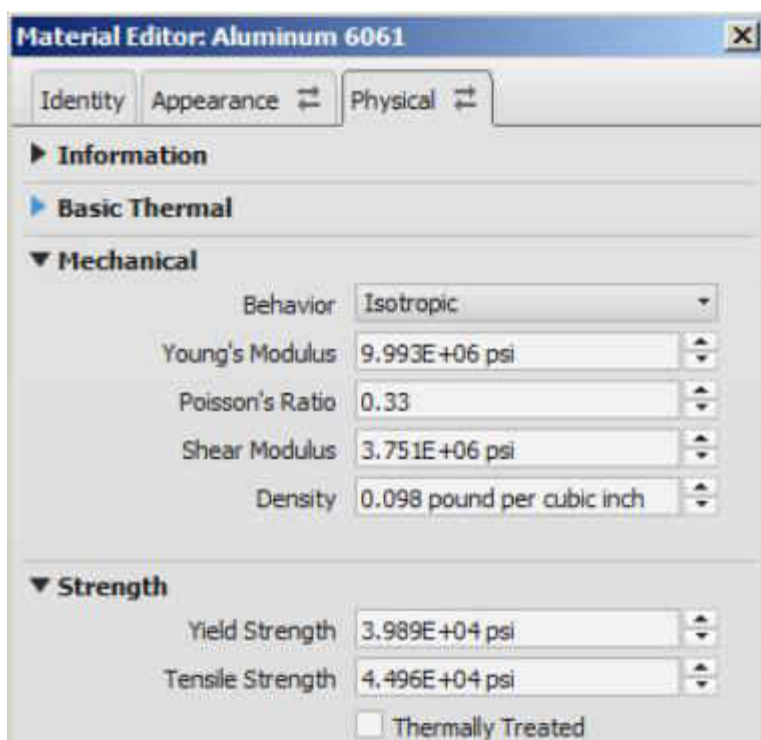 Material Editor: Aluminum 6061
Identity Appearance Physical
Information
Basic Thermal
Mechanical
Behavior Isotropic
Young's Modulus 9.993E+06 psi
Poisson's Ratio 0.33
Shear Modulus 3.751E+06 psi
Density 0.098 pound per cubic inch
Strength
Yield Strength 3.989E+04 psi
Tensile Strength 4.496E+04 psi
Thermally Treated